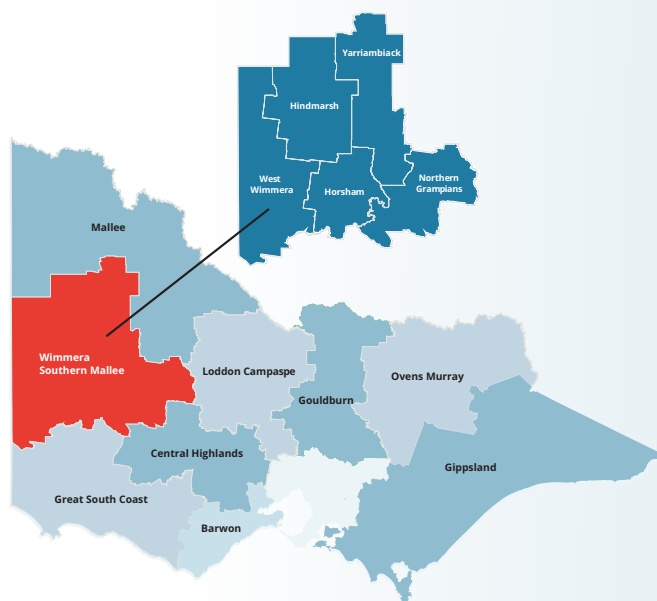 Yarriambiack
Hindmarsh
West
Wimmera
Horsham
Northern
Grampians
Mallee
Wimmera
Southern Mallee
Loddon Campaspe
Ovens Murray
Gouldburn
Central Highlands
Gippsland
Great South Coast
Barwon